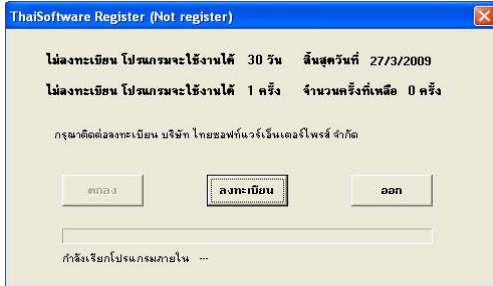 ThaiSoftware Register (Not register)
ไม่ลงทะเบียน โปรแกรมจะใช้งานได้ 30 วัน สิ้นสุดวันที่ 27/3/2009
ไม่ลงทะเบียน โปรแกรมจะใช้งานได้ 1 ครั้ง จำนวนครั้งที่เหลือ 0 ครั้ง
กรุณาติดต่อลงทะเบียน บริษัท ไทยซอฟท์แวร์เอ็นเตอร์ไพรส์ จำกัด
ตกลง ลงทะเบียน ออก
กำลังเรียกโปรแกรมภายใน ---